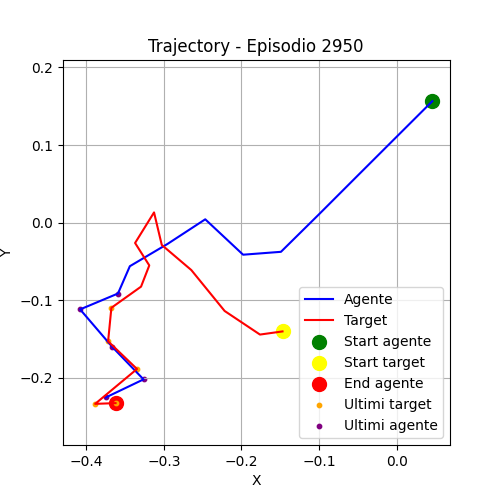 Trajectory - Episodio 2950
0.2
0.1
0.0
−0.1
−0.2
Y
Agente
Target
Start agente
Start target
End agente
Ultimi target
Ultimi agente
−0.4
−0.3
−0.2
−0.1
0.0
X